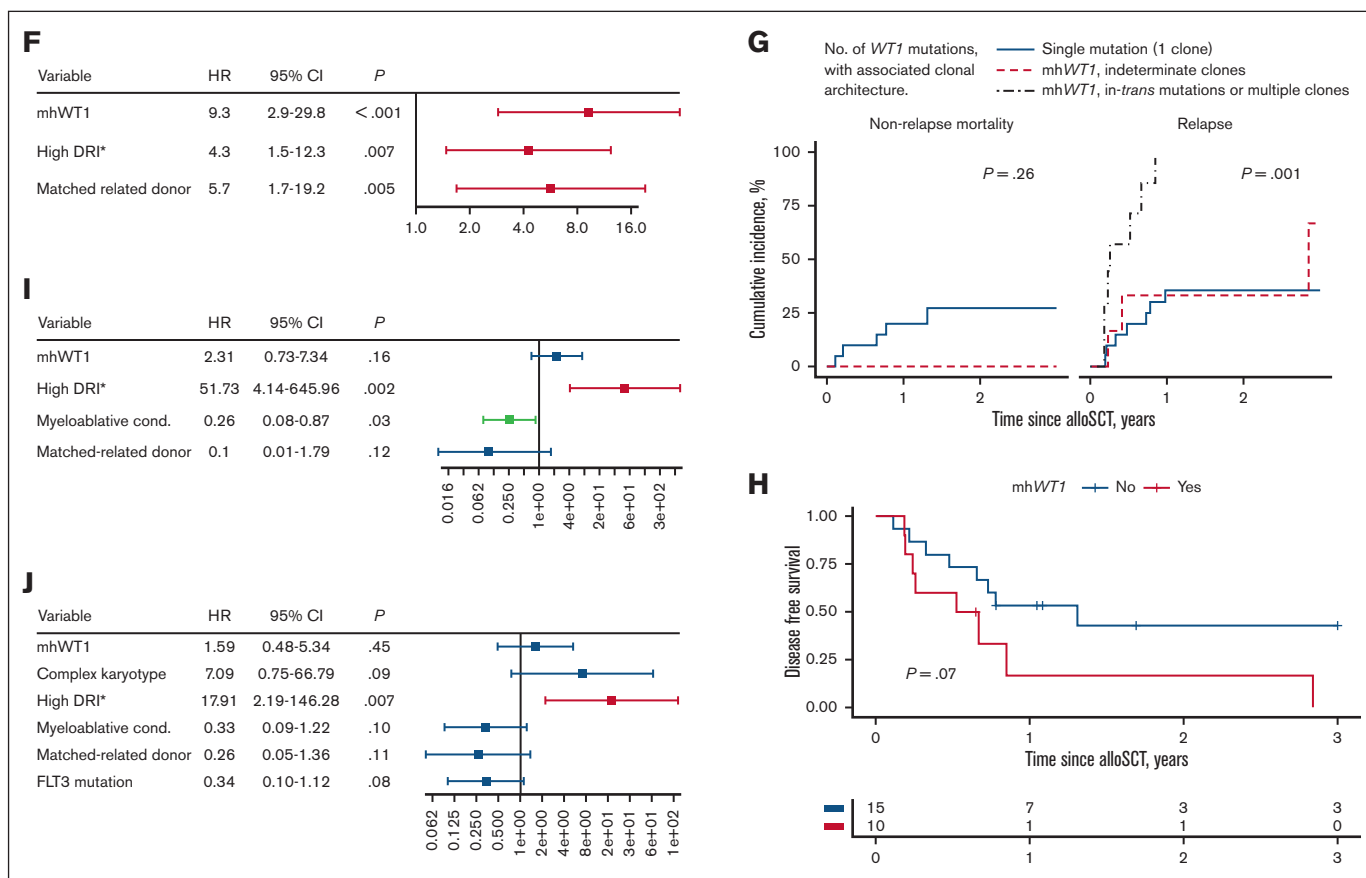 F
Variable HR 95% CI P
mhWT1 9.3 2.9-29.8 < .001
High DRI* 4.3 1.5-12.3 .007
Matched related donor 5.7 1.7-19.2 .005
1.0 2.0 4.0 8.0 16.0
G
No. of WT1 mutations, with associated clonal architecture.
Single mutation (1 clone)
mhWT1, indeterminate clones
mhWT1, in-trans mutations or multiple clones
Non-relapse mortality Relapse
P = .26 P = .001
Cumulative incidence, %
100
75
50
25
0
0 1 2 0 1 2
Time since alloSCT, years
I
Variable HR 95% CI P
mhWT1 2.31 0.73-7.34 .16
High DRI* 51.73 4.14-645.96 .002
Myeloablative cond. 0.26 0.08-0.87 .03
Matched-related donor 0.1 0.01-1.79 .12
0.016 0.062 0.250 1e+00 4e+00 2e+01 6e+01 3e+02
H
mhWT1 No Yes
Disease free survival
1.00
0.75
0.50
0.25
0.00
P = .07
0 1 2 3
Time since alloSCT, years
15 7 3 3
10 1 1 0
0 1 2 3
J
Variable HR 95% CI P
mhWT1 1.59 0.48-5.34 .45
Complex karyotype 7.09 0.75-66.79 .09
High DRI* 17.91 2.19-146.28 .007
Myeloablative cond. 0.33 0.09-1.22 .10
Matched-related donor 0.26 0.05-1.36 .11
FLT3 mutation 0.34 0.10-1.12 .08
0.062 0.125 0.250 0.500 1e+00 2e+00 4e+00 8e+00 2e+01 3e+01 6e+01 1e+02